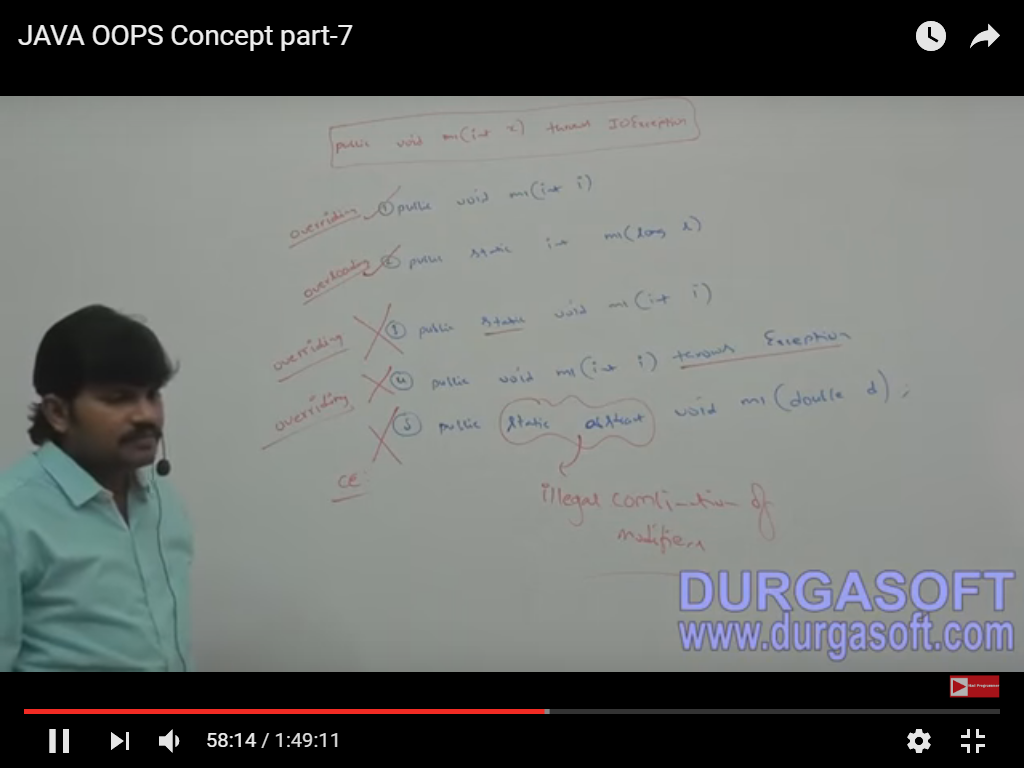 JAVA OOPS Concept part-7
public void m1(int x) throws IOException
overriding ① public void m1(int i)
overloading ② public static int m1(long l)
overriding ③ public static void m1(int i)
overriding ④ public void m1(int i) throws Exception
⑤ public static abstract void m1(double d);
CE:
illegal combination of
modifiers
DURGASOFT
www.durgasoft.com
58:14 / 1:49:11